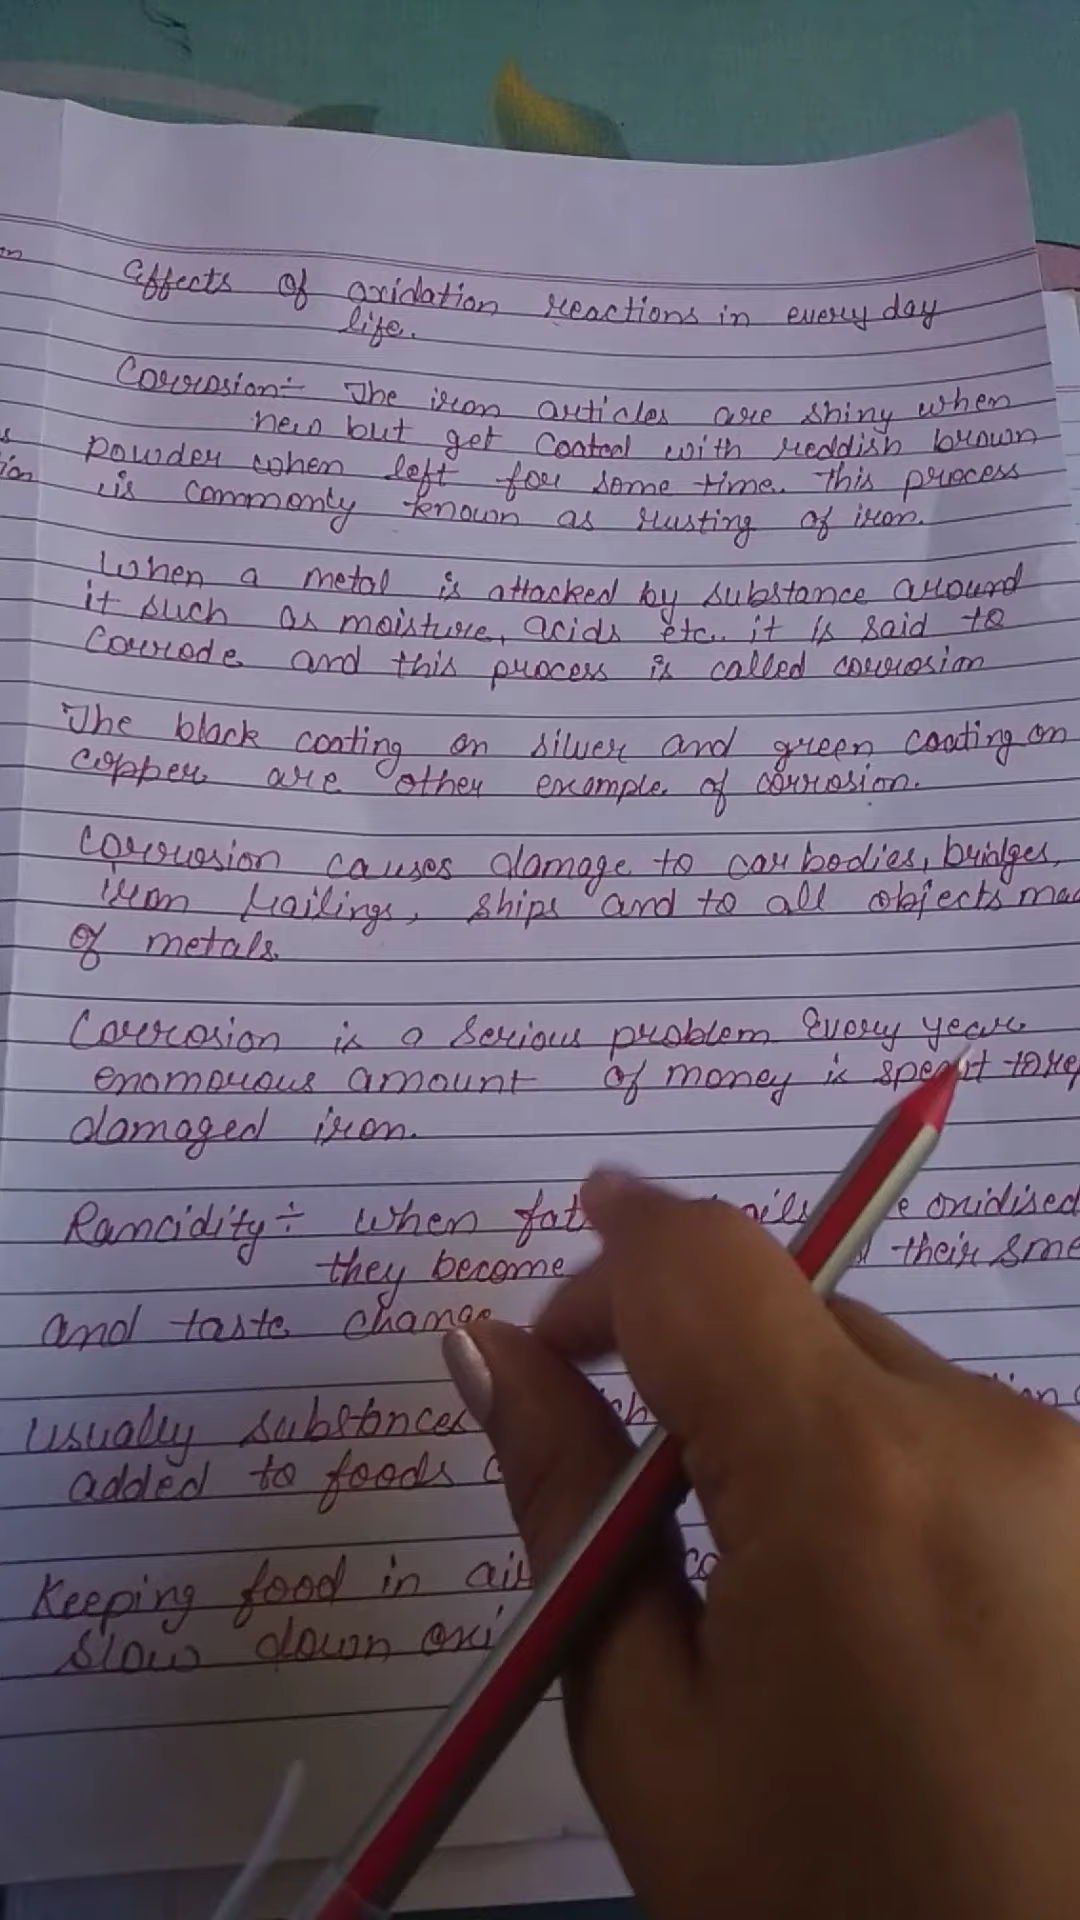 on
Effects of oxidation reactions in every day
life.
Corrosion÷ The iron articles are shiny when
new but get Coated with reddish brown
powder when left for some time. This process
is commonly known as rusting of iron.
When a metal is attacked by substance around
it such as moisture, acids etc.. it is said to
Corrode and this process is called corrosion
The black coating on silver and green coating on
copper are other example of corrosion.
Corrosion causes damage to car bodies, bridges,
iron railings, ships and to all objects
of metals.
Corrosion is a serious problem Every year
enomorous amount of money is spent to
damaged iron.
Rancidity÷ when oils oxidised
they become their
and taste
Usually substances
added to foods
Keeping food in
slow down